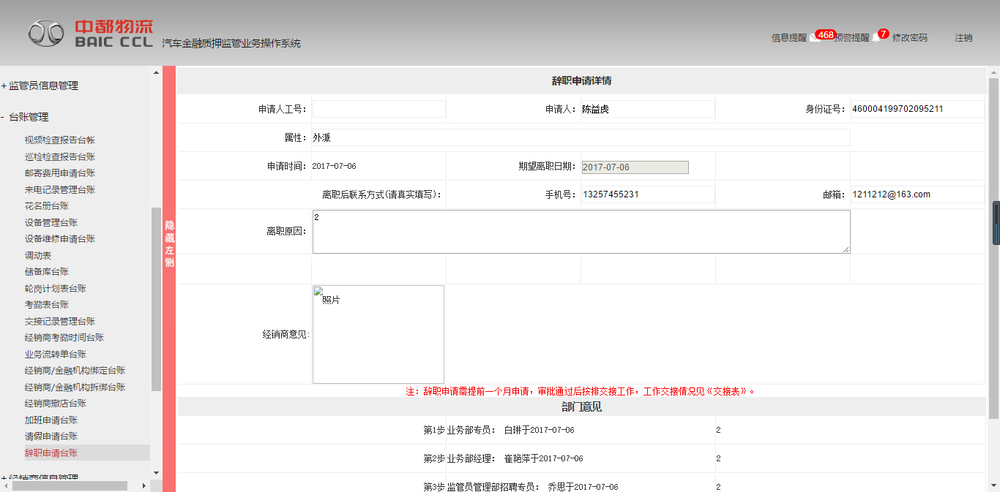 中都物流
BAIC CCL 汽车金融质押监管业务操作系统
信息提醒 468 预警提醒 7 修改密码 注销
+ 监管员信息管理
- 台账管理
视频检查报告台帐
巡检检查报告台账
邮寄费用申请台账
来电记录管理台账
花名册台账
设备管理台账
设备维修申请台账
调动表
储备库台账
轮岗计划表台账
考勤表台账
交接记录管理台账
经销商考勤时间台账
业务流转单台账
经销商/金融机构绑定台账
经销商/金融机构拆绑台账
经销商撤店台账
加班申请台账
请假申请台账
辞职申请台账
+ 经销商信息管理
隐藏左侧
辞职申请详情
申请人工号: 申请人: 陈益虎 身份证号: 460004199702095211
属性: 外派
申请时间: 2017-07-06 期望离职日期: 2017-07-06
离职后联系方式(请真实填写): 手机号: 13257455231 邮箱: 1211212@163.com
离职原因: 2
经销商意见: 照片
注：辞职申请需提前一个月申请，审批通过后按排交接工作，工作交接情况见《交接表》。
部门意见
第1步 业务部专员： 白琳于2017-07-06 2
第2步 业务部经理： 崔艳萍于2017-07-06 2
第3步 监管员管理部招聘专员： 乔思于2017-07-06 2